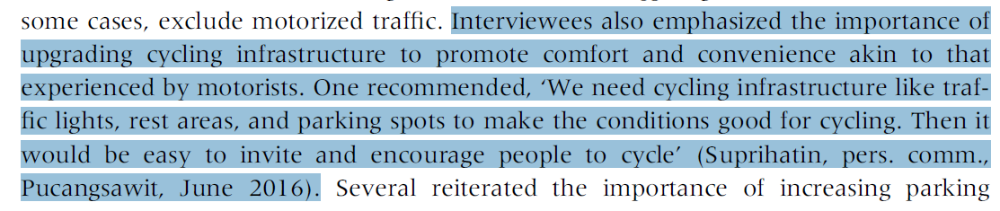 some cases, exclude motorized traffic. Interviewees also emphasized the importance of
upgrading cycling infrastructure to promote comfort and convenience akin to that
experienced by motorists. One recommended, ‘We need cycling infrastructure like traf-
fic lights, rest areas, and parking spots to make the conditions good for cycling. Then it
would be easy to invite and encourage people to cycle’ (Suprihatin, pers. comm.,
Pucangsawit, June 2016). Several reiterated the importance of increasing parking